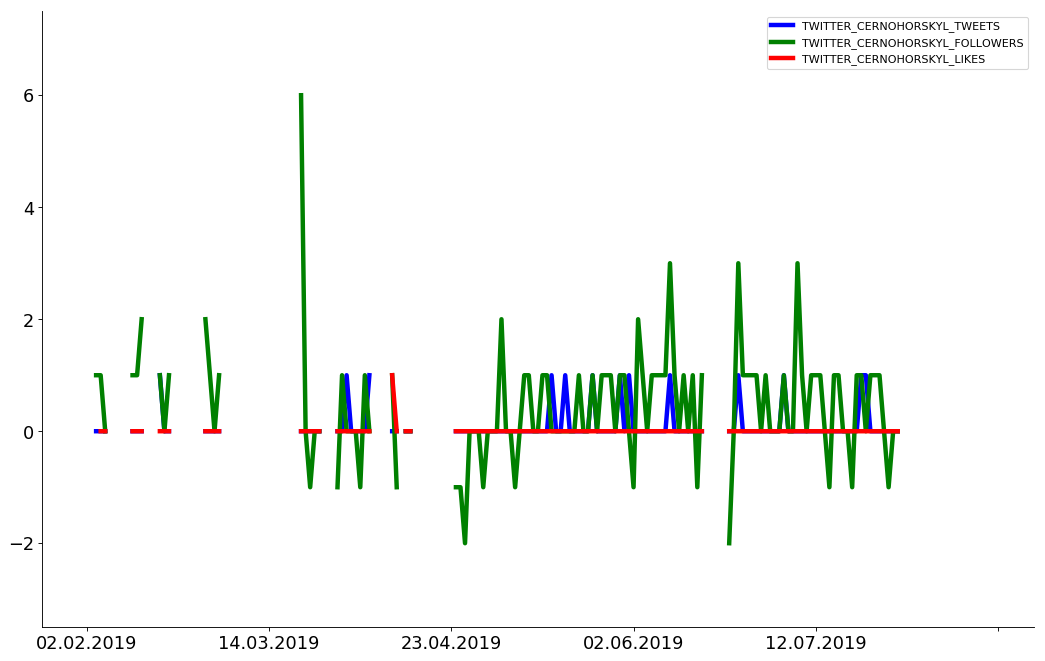 TWITTER_CERNOHORSKYL_TWEETS
TWITTER_CERNOHORSKYL_FOLLOWERS
TWITTER_CERNOHORSKYL_LIKES
6
4
2
0
−2
02.02.2019 14.03.2019 23.04.2019 02.06.2019 12.07.2019